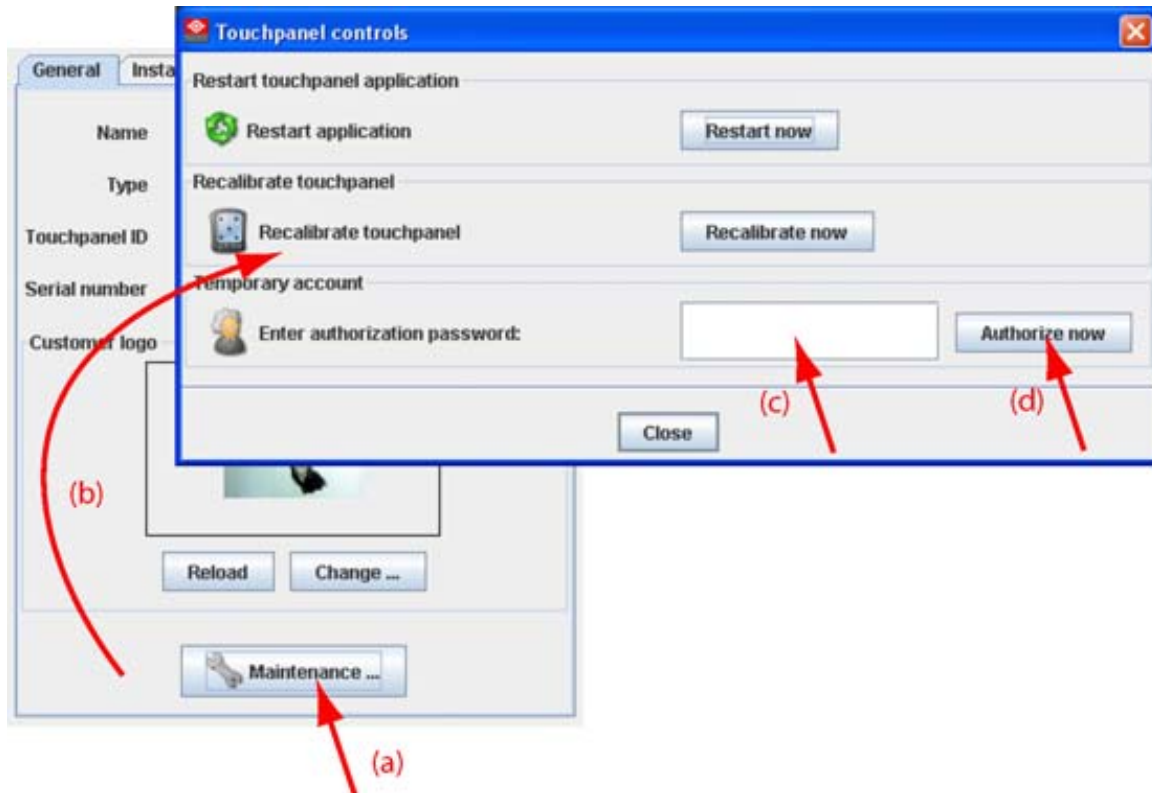 Touchpanel controls
General Insta
Restart touchpanel application
Name
Restart application
Restart now
Type
Recalibrate touchpanel
Touchpanel ID
Recalibrate touchpanel
Recalibrate now
Serial number
Temporary account
Customer logo
Enter authorization password:
Authorize now
(c)
(d)
Close
(b)
Reload
Change ...
Maintenance ...
(a)